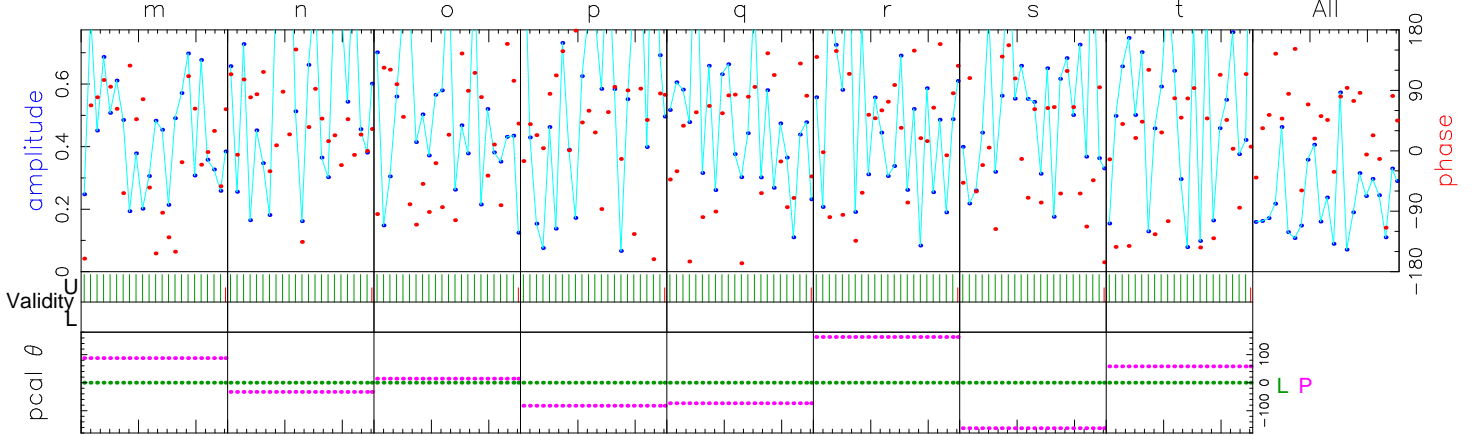 m n o p q r s t All
amplitude
0 0.2 0.4 0.6
180 90 0 −90 −180
phase
U
Validity
L
pcal θ
100 0 −100
L P